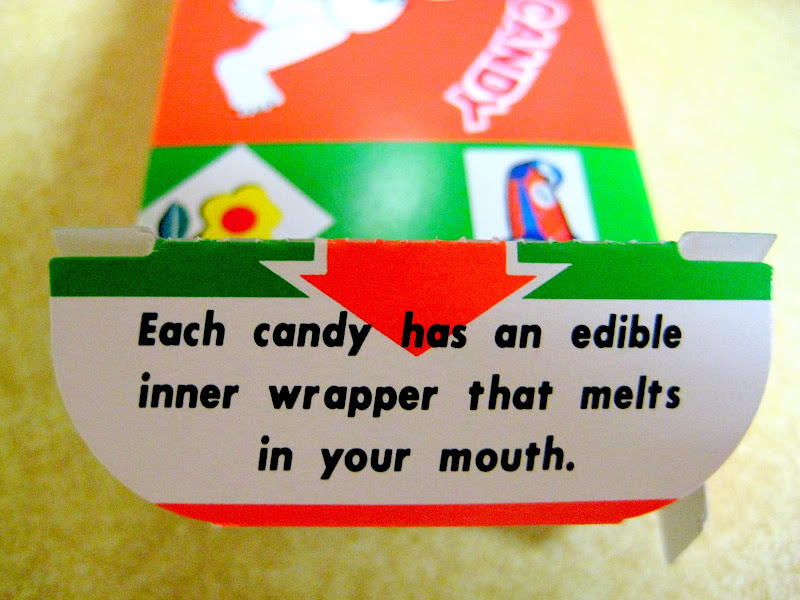 CANDY
Each candy has an edible
inner wrapper that melts
in your mouth.